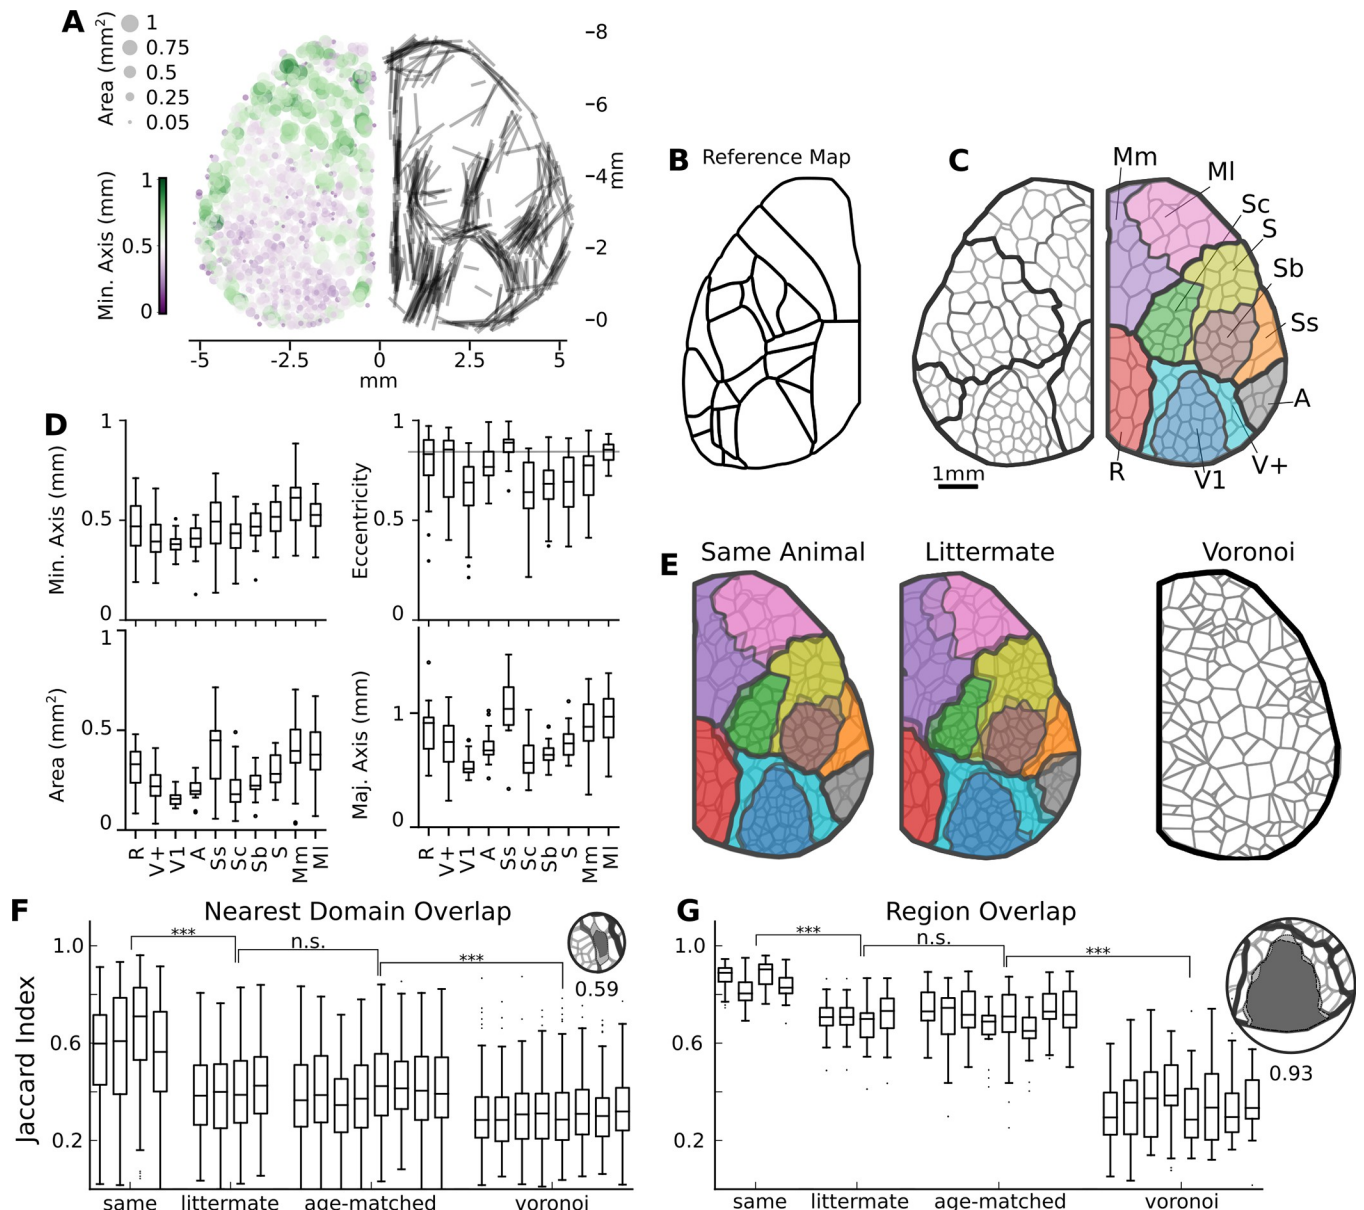 A
Area (mm²)
1
0.75
0.5
0.25
0.05
Min. Axis (mm)
1
0.5
0
-5
-2.5
0
2.5
5
mm
–8
–6
–4
–2
–0
mm
B
Reference Map
C
Mm
Ml
Sc
S
Sb
Ss
A
V+
V1
R
1mm
D
Min. Axis (mm)
1
0.5
0
Eccentricity
1
0.5
0
Area (mm²)
1
0.5
0
Maj. Axis (mm)
1
0
R V+ V1 A Ss Sc Sb S Mm Ml
R V+ V1 A Ss Sc Sb S Mm Ml
E
Same Animal
Littermate
Voronoi
F
Nearest Domain Overlap
Jaccard Index
1.0
0.6
0.2
***
n.s.
***
0.59
same
littermate
age-matched
voronoi
G
Region Overlap
1.0
0.6
0.2
***
n.s.
***
0.93
same
littermate
age-matched
voronoi